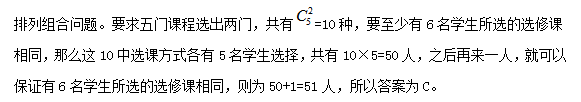 排列组合问题。要求五门课程选出两门，共有 C₅²=10 种，要至少有 6 名学生所选的选修课
相同，那么这 10 中选课方式各有 5 名学生选择，共有 10×5=50 人，之后再来一人，就可以
保证有 6 名学生所选的选修课相同，则为 50+1=51 人，所以答案为 C。